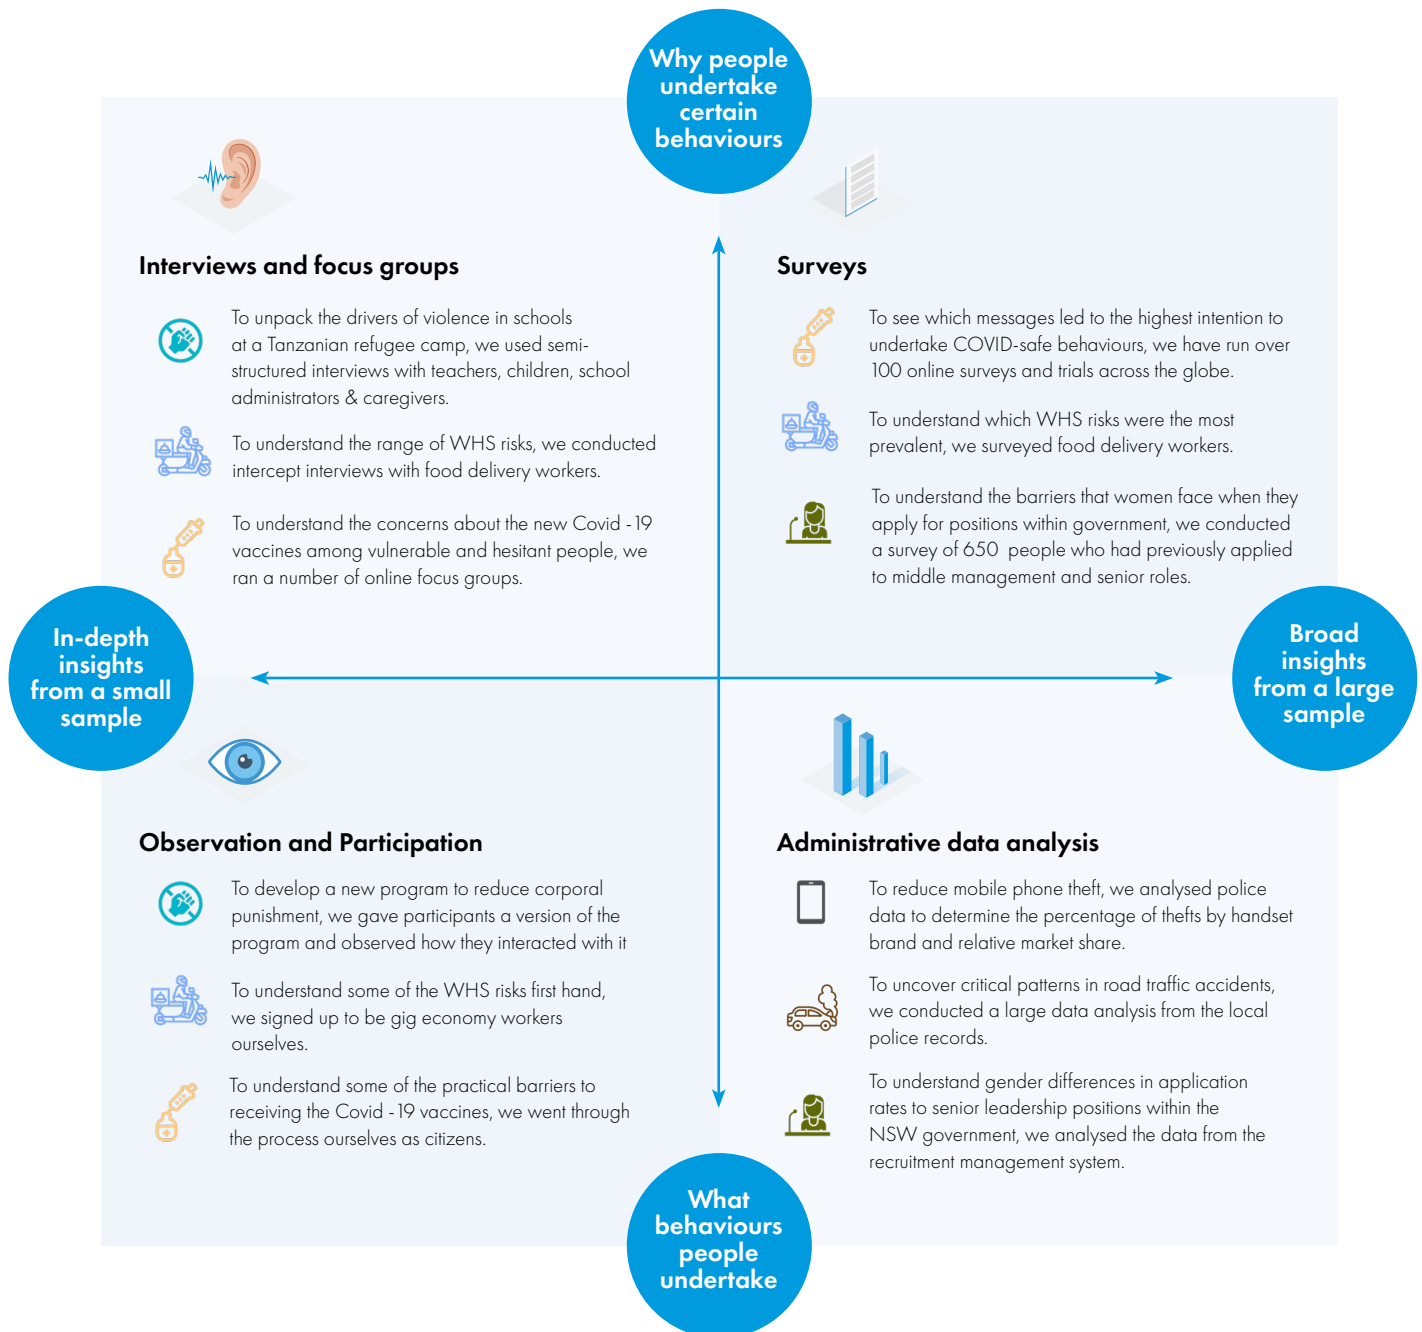 Why people
undertake
certain
behaviours
Interviews and focus groups
To unpack the drivers of violence in schools
at a Tanzanian refugee camp, we used semi-
structured interviews with teachers, children, school
administrators & caregivers.
To understand the range of WHS risks, we conducted
intercept interviews with food delivery workers.
To understand the concerns about the new Covid -19
vaccines among vulnerable and hesitant people, we
ran a number of online focus groups.
Surveys
To see which messages led to the highest intention to
undertake COVID-safe behaviours, we have run over
100 online surveys and trials across the globe.
To understand which WHS risks were the most
prevalent, we surveyed food delivery workers.
To understand the barriers that women face when they
apply for positions within government, we conducted
a survey of 650 people who had previously applied
to middle management and senior roles.
In-depth
insights
from a small
sample
Broad
insights
from a large
sample
Observation and Participation
To develop a new program to reduce corporal
punishment, we gave participants a version of the
program and observed how they interacted with it
To understand some of the WHS risks first hand,
we signed up to be gig economy workers
ourselves.
To understand some of the practical barriers to
receiving the Covid -19 vaccines, we went through
the process ourselves as citizens.
Administrative data analysis
To reduce mobile phone theft, we analysed police
data to determine the percentage of thefts by handset
brand and relative market share.
To uncover critical patterns in road traffic accidents,
we conducted a large data analysis from the local
police records.
To understand gender differences in application
rates to senior leadership positions within the
NSW government, we analysed the data from the
recruitment management system.
What
behaviours
people
undertake